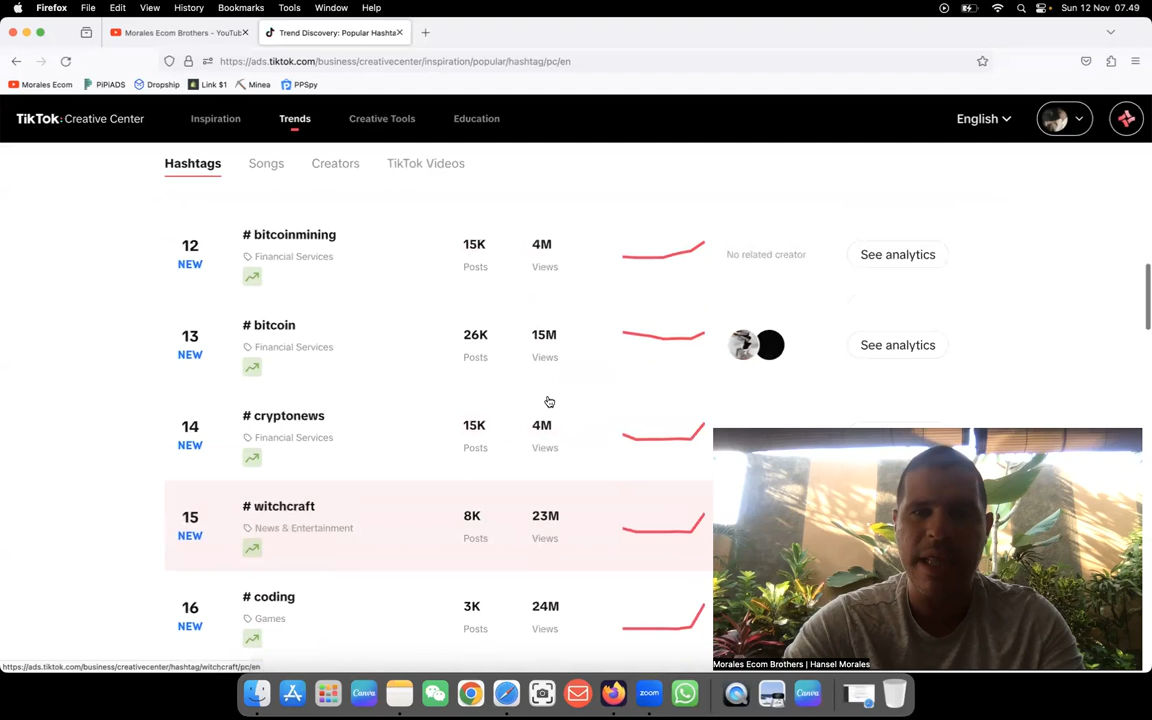 Firefox File Edit View History Bookmarks Tools Window Help Sun 12 Nov 07.49
Morales Ecom Brothers - YouTub
Trend Discovery: Popular Hashta
https://ads.tiktok.com/business/creativecenter/inspiration/popular/hashtag/pc/en
Morales Ecom PiPiADS Dropship Link $1 Minea PPSpy
TikTok: Creative Center Inspiration Trends Creative Tools Education English
Hashtags Songs Creators TikTok Videos
12
NEW
# bitcoinmining
Financial Services
15K
Posts
4M
Views
No related creator
See analytics
13
NEW
# bitcoin
Financial Services
26K
Posts
15M
Views
See analytics
14
NEW
# cryptonews
Financial Services
15K
Posts
4M
Views
15
NEW
# witchcraft
News & Entertainment
8K
Posts
23M
Views
16
NEW
# coding
Games
3K
Posts
24M
Views
Morales Ecom Brothers | Hansel Morales
https://ads.tiktok.com/business/creativecenter/hashtag/witchcraft/pc/en
Canva
zoom
Canva